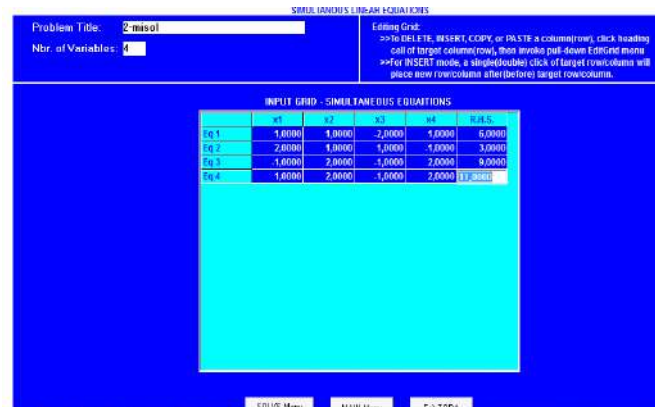 SIMULTANOUS LINEAR EQUATIONS
Problem Title: 2-misol
Nbr. of Variables: 4
Editing Grid:
>>To DELETE, INSERT, COPY, or PASTE a column(row), click heading
cell of target column(row), then invoke pull-down EditGrid menu
>>For INSERT mode, a single(double) click of target row/column will
place new row/column after(before) target row/column.
INPUT GRID - SIMULTANEOUS EQUAITIONS
x1 x2 x3 x4 R.H.S.
Eq 1 1,0000 1,0000 -2,0000 1,0000 6,0000
Eq 2 2,0000 1,0000 1,0000 -1,0000 3,0000
Eq 3 -1,0000 2,0000 -1,0000 2,0000 9,0000
Eq 4 1,0000 2,0000 -1,0000 2,0000 11,0000